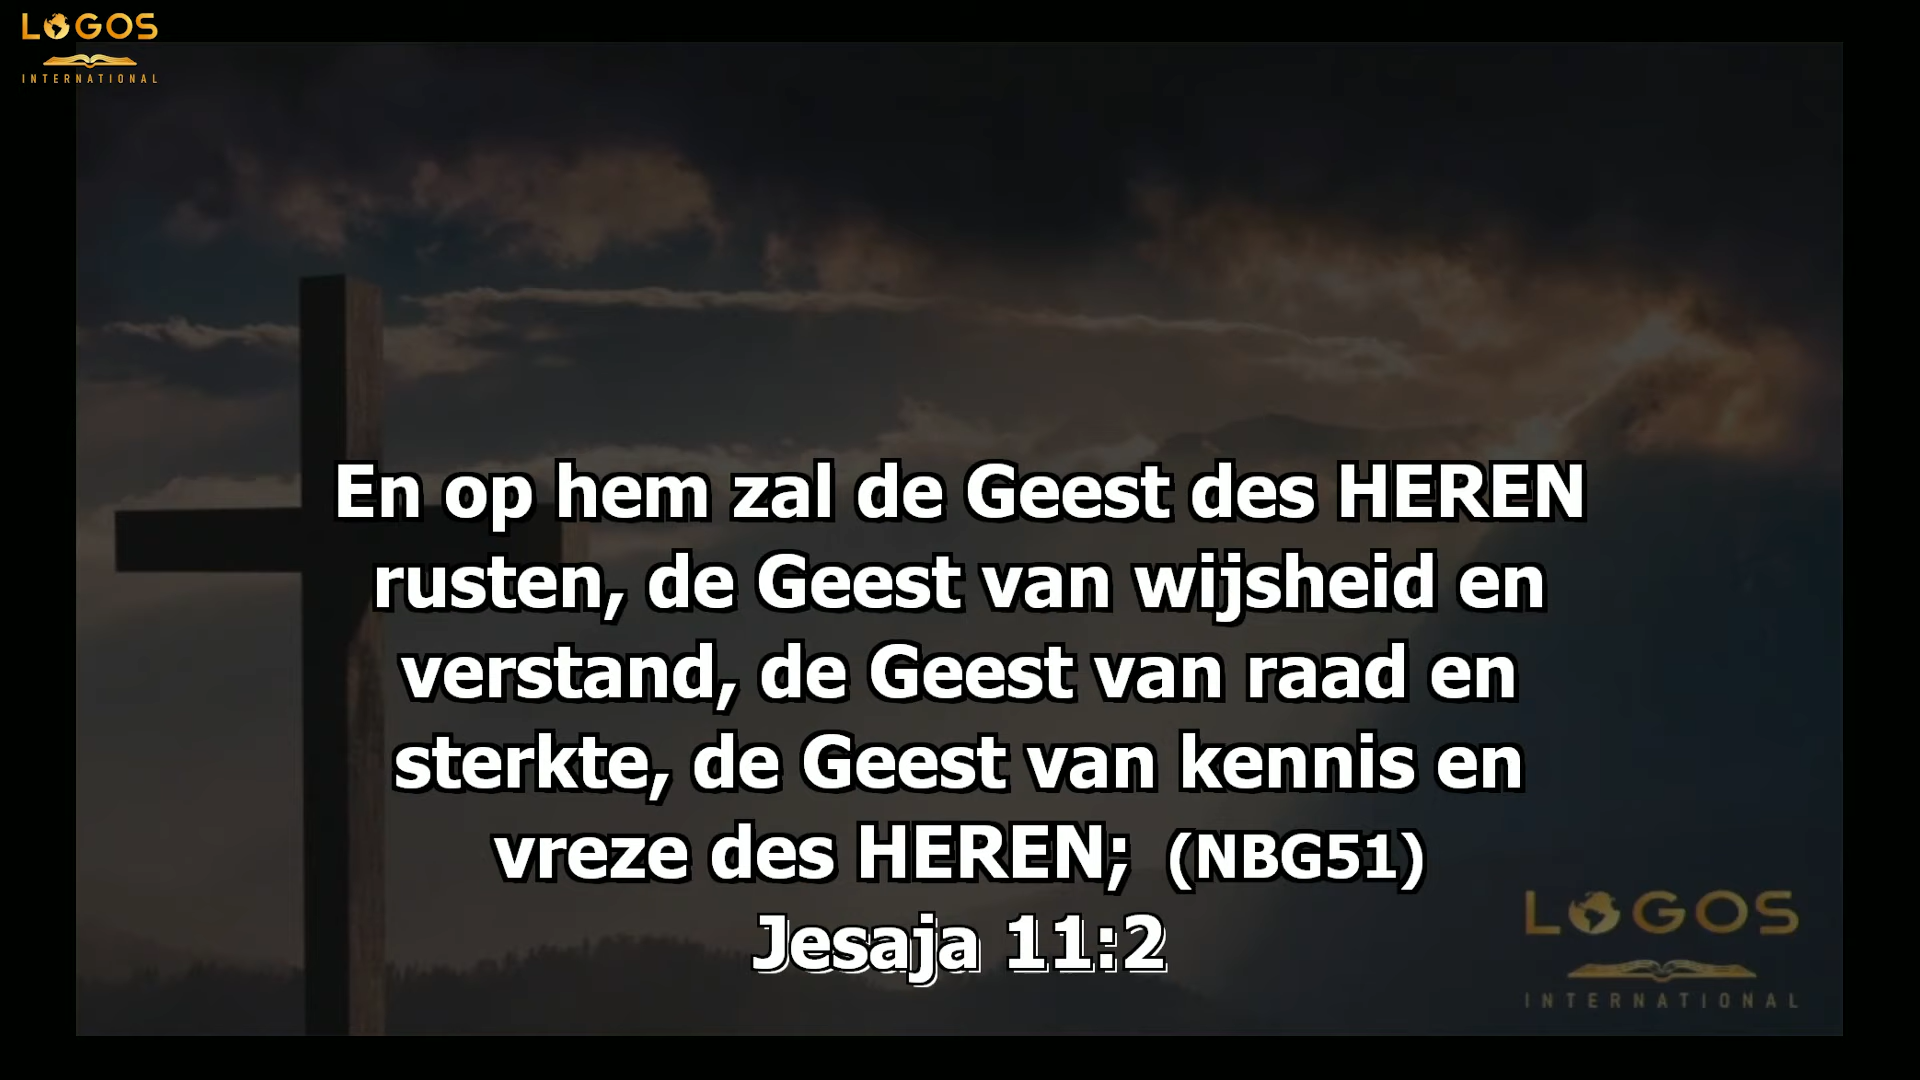 LOGOS
INTERNATIONAL
En op hem zal de Geest des HEREN
rusten, de Geest van wijsheid en
verstand, de Geest van raad en
sterkte, de Geest van kennis en
vreze des HEREN; (NBG51)
Jesaja 11:2
LOGOS
INTERNATIONAL